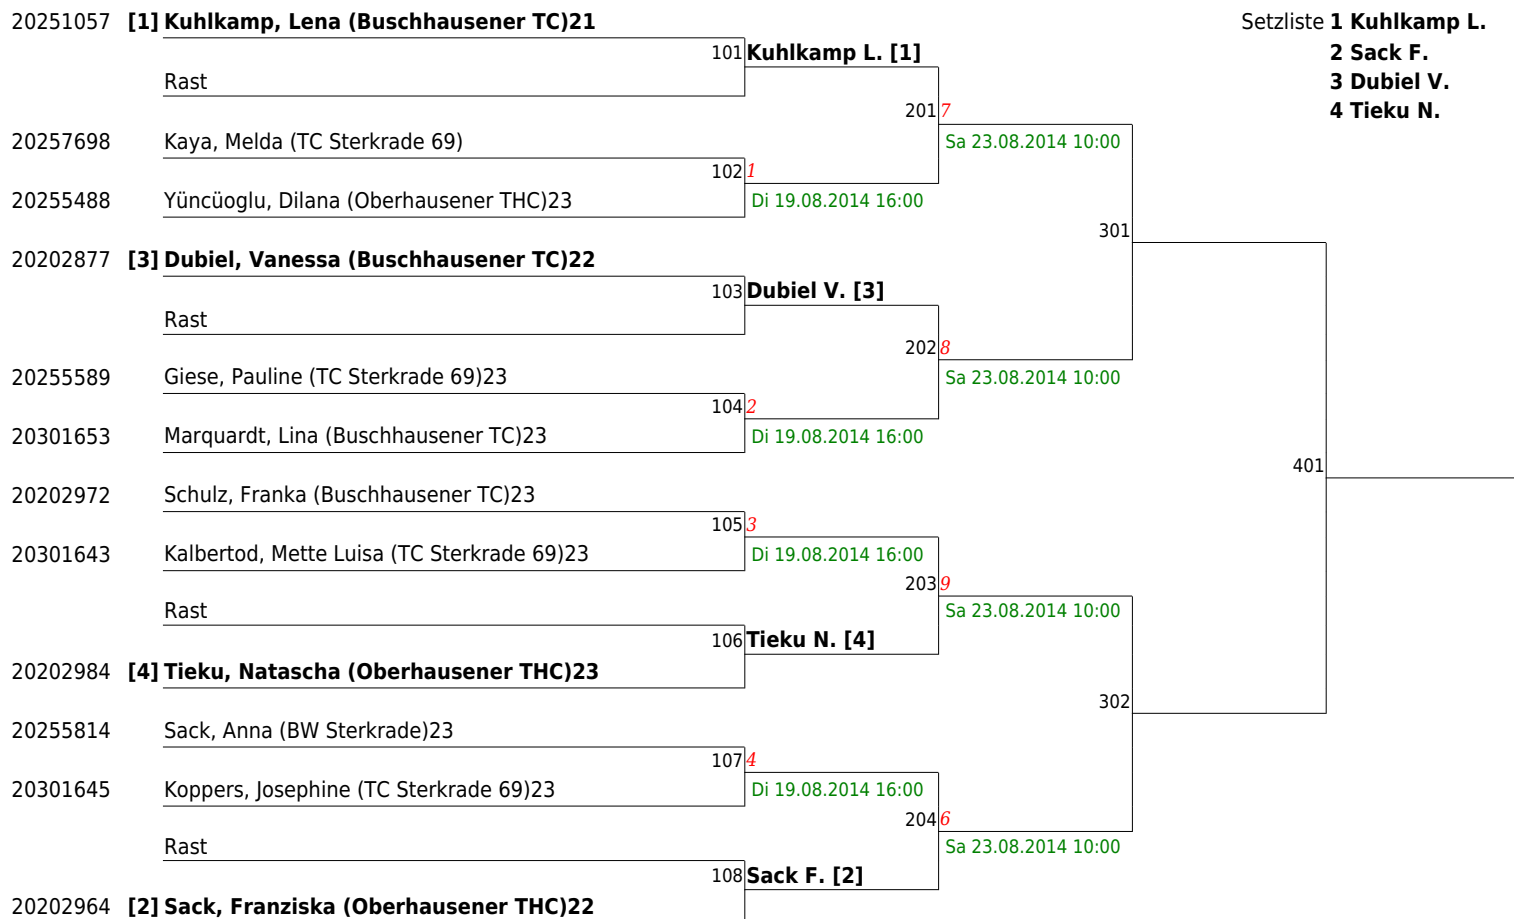 20251057 [1] Kuhlkamp, Lena (Buschhausener TC)21
Setzliste 1 Kuhlkamp L.
101 Kuhlkamp L. [1]
2 Sack F.
Rast
3 Dubiel V.
201 7
4 Tieku N.
20257698 Kaya, Melda (TC Sterkrade 69)
Sa 23.08.2014 10:00
102 1
20255488 Yüncüoglu, Dilana (Oberhausener THC)23
Di 19.08.2014 16:00
301
20202877 [3] Dubiel, Vanessa (Buschhausener TC)22
103 Dubiel V. [3]
Rast
202 8
20255589 Giese, Pauline (TC Sterkrade 69)23
Sa 23.08.2014 10:00
104 2
20301653 Marquardt, Lina (Buschhausener TC)23
Di 19.08.2014 16:00
401
20202972 Schulz, Franka (Buschhausener TC)23
105 3
20301643 Kalbertod, Mette Luisa (TC Sterkrade 69)23
Di 19.08.2014 16:00
203 9
Rast
Sa 23.08.2014 10:00
106 Tieku N. [4]
20202984 [4] Tieku, Natascha (Oberhausener THC)23
302
20255814 Sack, Anna (BW Sterkrade)23
107 4
20301645 Koppers, Josephine (TC Sterkrade 69)23
Di 19.08.2014 16:00
204 6
Rast
Sa 23.08.2014 10:00
108 Sack F. [2]
20202964 [2] Sack, Franziska (Oberhausener THC)22